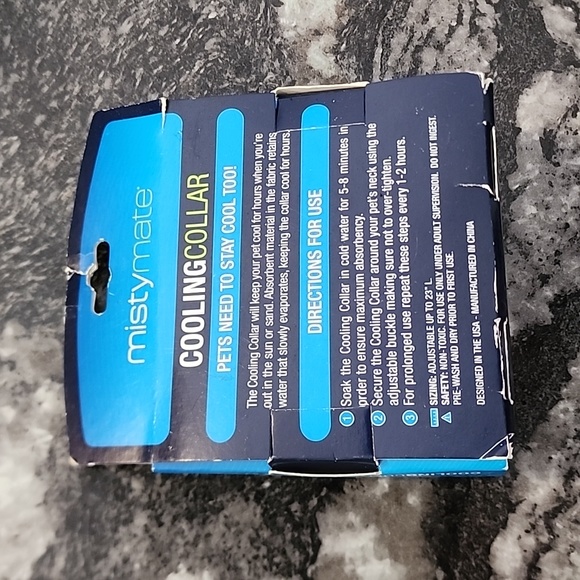 mistymate
COOLINGCOLLAR
PETS NEED TO STAY COOL TOO!
The Cooling Collar will keep your pet cool for hours when you're
out in the sun or sand. Absorbent material in the fabric retains
water that slowly evaporates, keeping the collar cool for hours.
DIRECTIONS FOR USE
1 Soak the Cooling Collar in cold water for 5-8 minutes in
order to ensure maximum absorbency.
2 Secure the Cooling Collar around your pet's neck using the
adjustable buckle making sure not to over-tighten.
3 For prolonged use repeat these steps every 1-2 hours.
SIZING: ADJUSTABLE UP TO 23" L
SAFETY: NON-TOXIC. FOR USE ONLY UNDER ADULT SUPERVISION. DO NOT INGEST.
PRE-WASH AND DRY PRIOR TO FIRST USE.
DESIGNED IN THE USA - MANUFACTURED IN CHINA